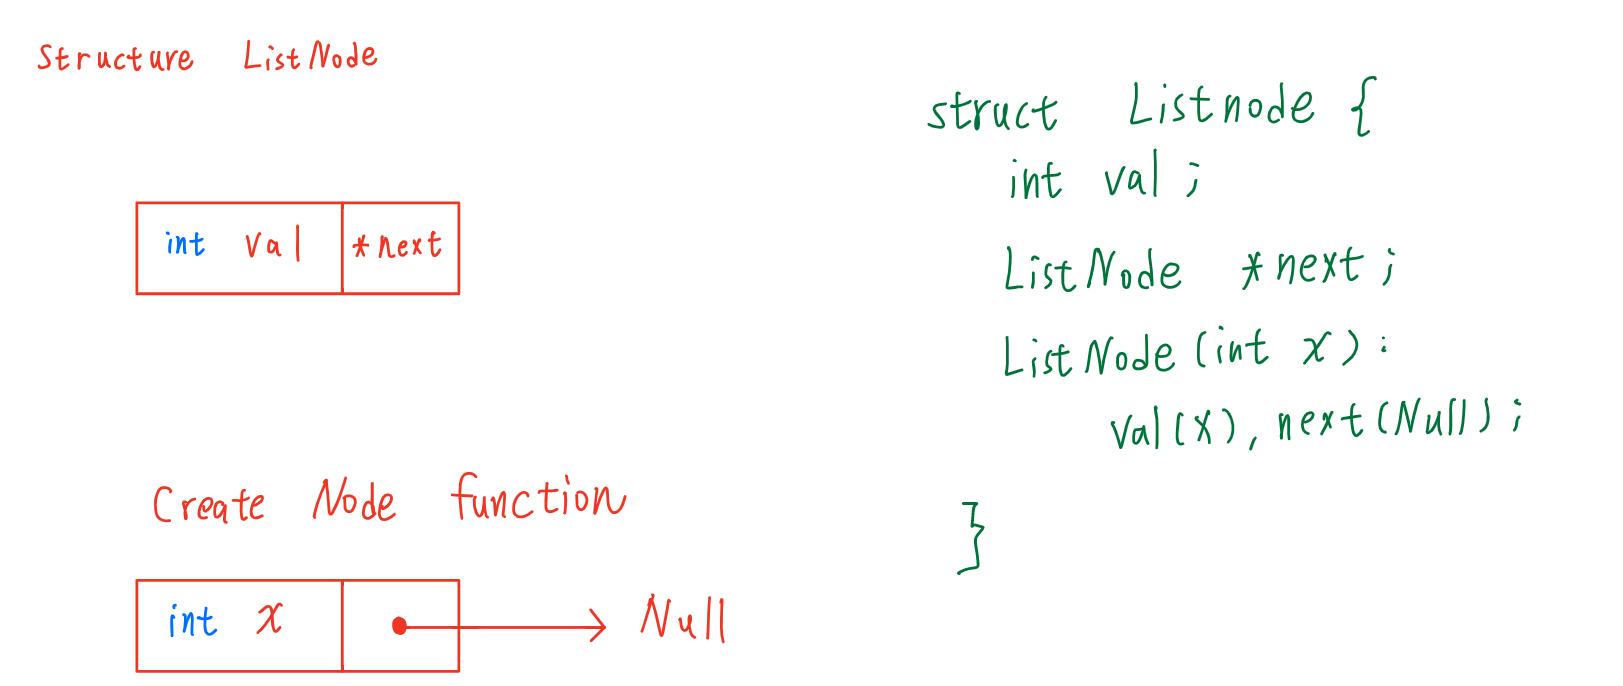 Structure ListNode
int val *next
Create Node function
int x Null
struct Listnode {
int val ;
ListNode *next ;
ListNode (int x) :
val(x), next(Null) ;
}